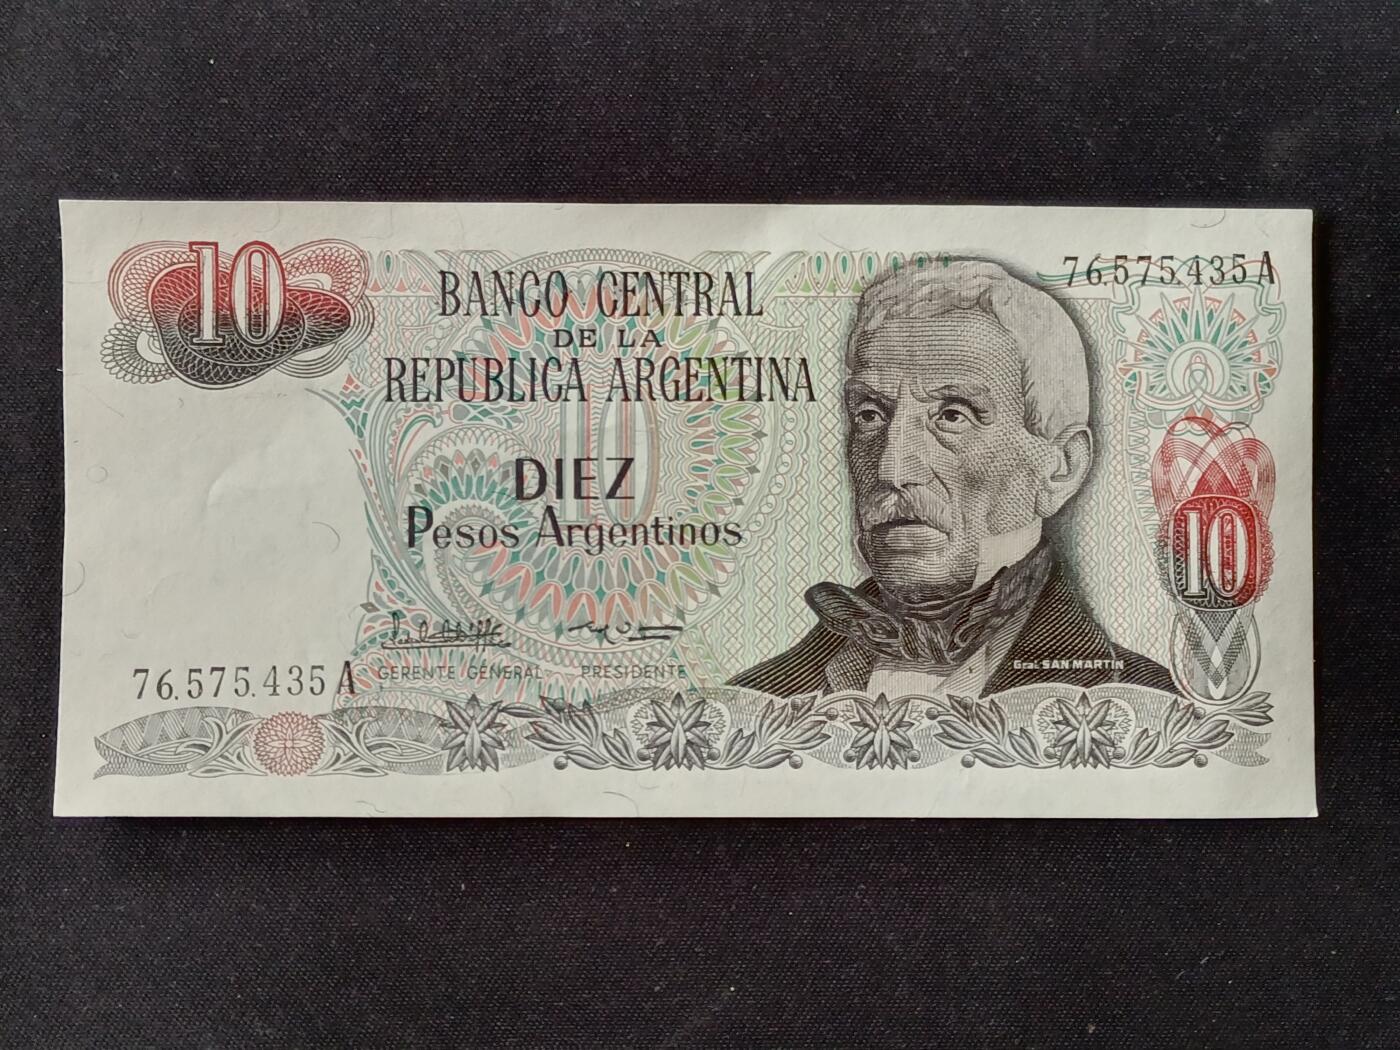 10
BANCO CENTRAL
DE LA
REPUBLICA ARGENTINA
76.575.435 A
10
DIEZ
Pesos Argentinos
10
76.575.435 A
GERENTE GENERAL PRESIDENTE
Gral. SAN MARTIN